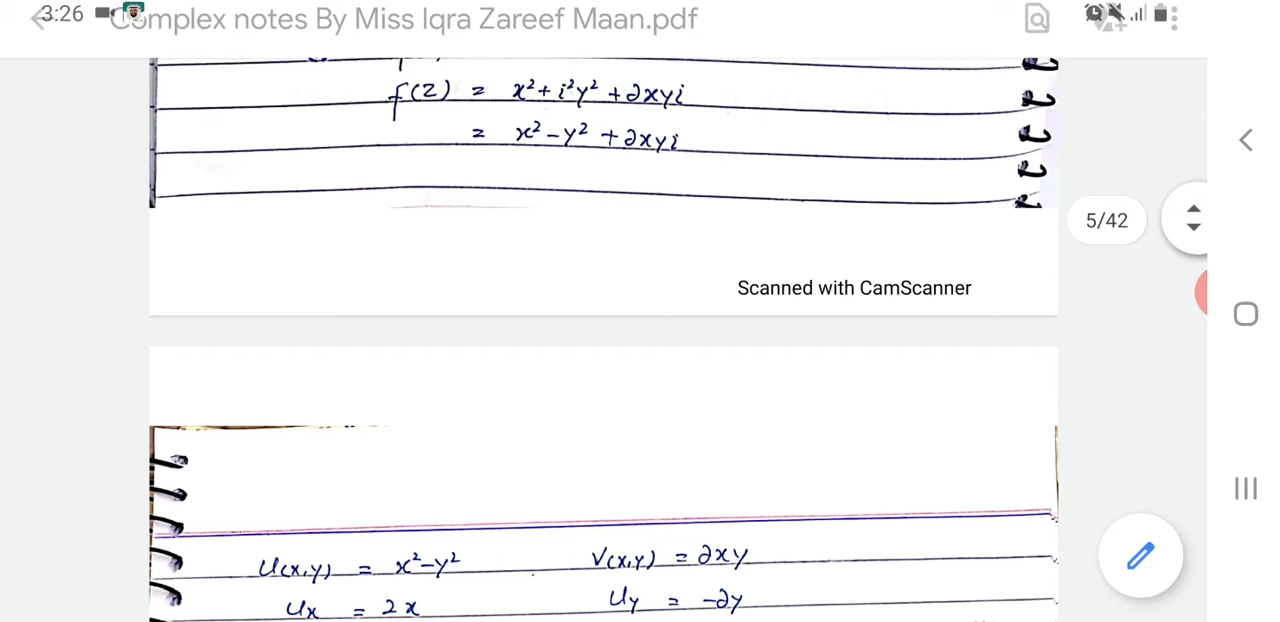 3:26
Complex notes By Miss Iqra Zareef Maan.pdf
f(z) = x² + i²y² + 2xyi
= x² - y² + 2xyi
5/42
Scanned with CamScanner
U(x,y) = x² - y² V(x,y) = 2xy
Ux = 2x Uy = -2y